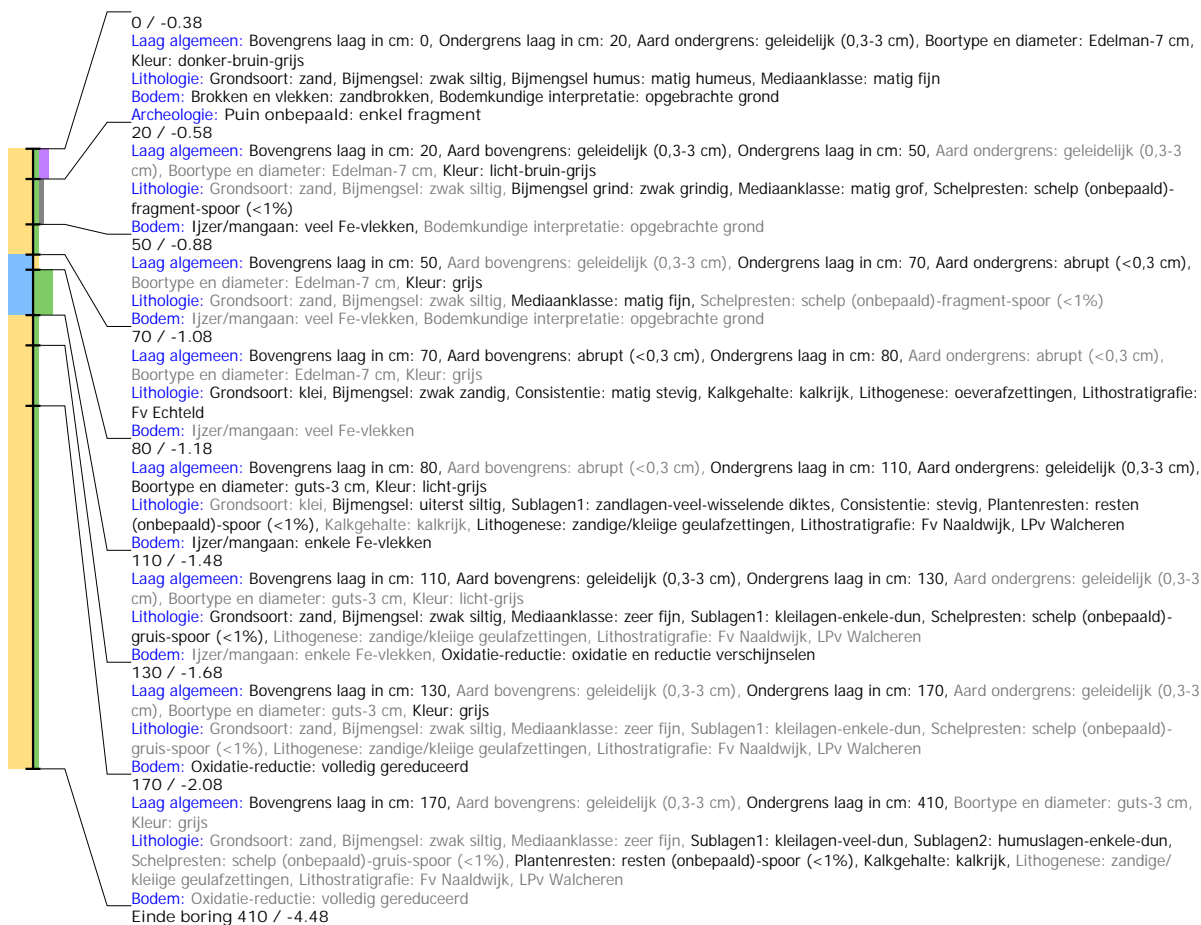 0 / -0.38
Laag algemeen: Bovengrens laag in cm: 0, Ondergrens laag in cm: 20, Aard ondergrens: geleidelijk (0,3-3 cm), Boortype en diameter: Edelman-7 cm,
Kleur: donker-bruin-grijs
Lithologie: Grondsoort: zand, Bijmengsel: zwak siltig, Bijmengsel humus: matig humeus, Mediaanklasse: matig fijn
Bodem: Brokken en vlekken: zandbrokken, Bodemkundige interpretatie: opgebrachte grond
Archeologie: Puin onbepaald: enkel fragment
20 / -0.58
Laag algemeen: Bovengrens laag in cm: 20, Aard bovengrens: geleidelijk (0,3-3 cm), Ondergrens laag in cm: 50, Aard ondergrens: geleidelijk (0,3-3
cm), Boortype en diameter: Edelman-7 cm, Kleur: licht-bruin-grijs
Lithologie: Grondsoort: zand, Bijmengsel: zwak siltig, Bijmengsel grind: zwak grindig, Mediaanklasse: matig grof, Schelpresten: schelp (onbepaald)-
fragment-spoor (<1%)
Bodem: Ijzer/mangaan: veel Fe-vlekken, Bodemkundige interpretatie: opgebrachte grond
50 / -0.88
Laag algemeen: Bovengrens laag in cm: 50, Aard bovengrens: geleidelijk (0,3-3 cm), Ondergrens laag in cm: 70, Aard ondergrens: abrupt (<0,3 cm),
Boortype en diameter: Edelman-7 cm, Kleur: grijs
Lithologie: Grondsoort: zand, Bijmengsel: zwak siltig, Mediaanklasse: matig fijn, Schelpresten: schelp (onbepaald)-fragment-spoor (<1%)
Bodem: Ijzer/mangaan: veel Fe-vlekken, Bodemkundige interpretatie: opgebrachte grond
70 / -1.08
Laag algemeen: Bovengrens laag in cm: 70, Aard bovengrens: abrupt (<0,3 cm), Ondergrens laag in cm: 80, Aard ondergrens: abrupt (<0,3 cm),
Boortype en diameter: Edelman-7 cm, Kleur: grijs
Lithologie: Grondsoort: klei, Bijmengsel: zwak zandig, Consistentie: matig stevig, Kalkgehalte: kalkrijk, Lithogenese: oeverafzettingen, Lithostratigrafie:
Fv Echteld
Bodem: Ijzer/mangaan: veel Fe-vlekken
80 / -1.18
Laag algemeen: Bovengrens laag in cm: 80, Aard bovengrens: abrupt (<0,3 cm), Ondergrens laag in cm: 110, Aard ondergrens: geleidelijk (0,3-3 cm),
Boortype en diameter: guts-3 cm, Kleur: licht-grijs
Lithologie: Grondsoort: klei, Bijmengsel: uiterst siltig, Sublagen1: zandlagen-veel-wisselende diktes, Consistentie: stevig, Plantenresten: resten
(onbepaald)-spoor (<1%), Kalkgehalte: kalkrijk, Lithogenese: zandige/kleiige geulafzettingen, Lithostratigrafie: Fv Naaldwijk, LPv Walcheren
Bodem: Ijzer/mangaan: enkele Fe-vlekken
110 / -1.48
Laag algemeen: Bovengrens laag in cm: 110, Aard bovengrens: geleidelijk (0,3-3 cm), Ondergrens laag in cm: 130, Aard ondergrens: geleidelijk (0,3-3
cm), Boortype en diameter: guts-3 cm, Kleur: licht-grijs
Lithologie: Grondsoort: zand, Bijmengsel: zwak siltig, Mediaanklasse: zeer fijn, Sublagen1: kleilagen-enkele-dun, Schelpresten: schelp (onbepaald)-
gruis-spoor (<1%), Lithogenese: zandige/kleiige geulafzettingen, Lithostratigrafie: Fv Naaldwijk, LPv Walcheren
Bodem: Ijzer/mangaan: enkele Fe-vlekken, Oxidatie-reductie: oxidatie en reductie verschijnselen
130 / -1.68
Laag algemeen: Bovengrens laag in cm: 130, Aard bovengrens: geleidelijk (0,3-3 cm), Ondergrens laag in cm: 170, Aard ondergrens: geleidelijk (0,3-3
cm), Boortype en diameter: guts-3 cm, Kleur: grijs
Lithologie: Grondsoort: zand, Bijmengsel: zwak siltig, Mediaanklasse: zeer fijn, Sublagen1: kleilagen-enkele-dun, Schelpresten: schelp (onbepaald)-
gruis-spoor (<1%), Lithogenese: zandige/kleiige geulafzettingen, Lithostratigrafie: Fv Naaldwijk, LPv Walcheren
Bodem: Oxidatie-reductie: volledig gereduceerd
170 / -2.08
Laag algemeen: Bovengrens laag in cm: 170, Aard bovengrens: geleidelijk (0,3-3 cm), Ondergrens laag in cm: 410, Boortype en diameter: guts-3 cm,
Kleur: grijs
Lithologie: Grondsoort: zand, Bijmengsel: zwak siltig, Mediaanklasse: zeer fijn, Sublagen1: kleilagen-veel-dun, Sublagen2: humuslagen-enkele-dun,
Schelpresten: schelp (onbepaald)-gruis-spoor (<1%), Plantenresten: resten (onbepaald)-spoor (<1%), Kalkgehalte: kalkrijk, Lithogenese: zandige/
kleiige geulafzettingen, Lithostratigrafie: Fv Naaldwijk, LPv Walcheren
Bodem: Oxidatie-reductie: volledig gereduceerd
Einde boring 410 / -4.48